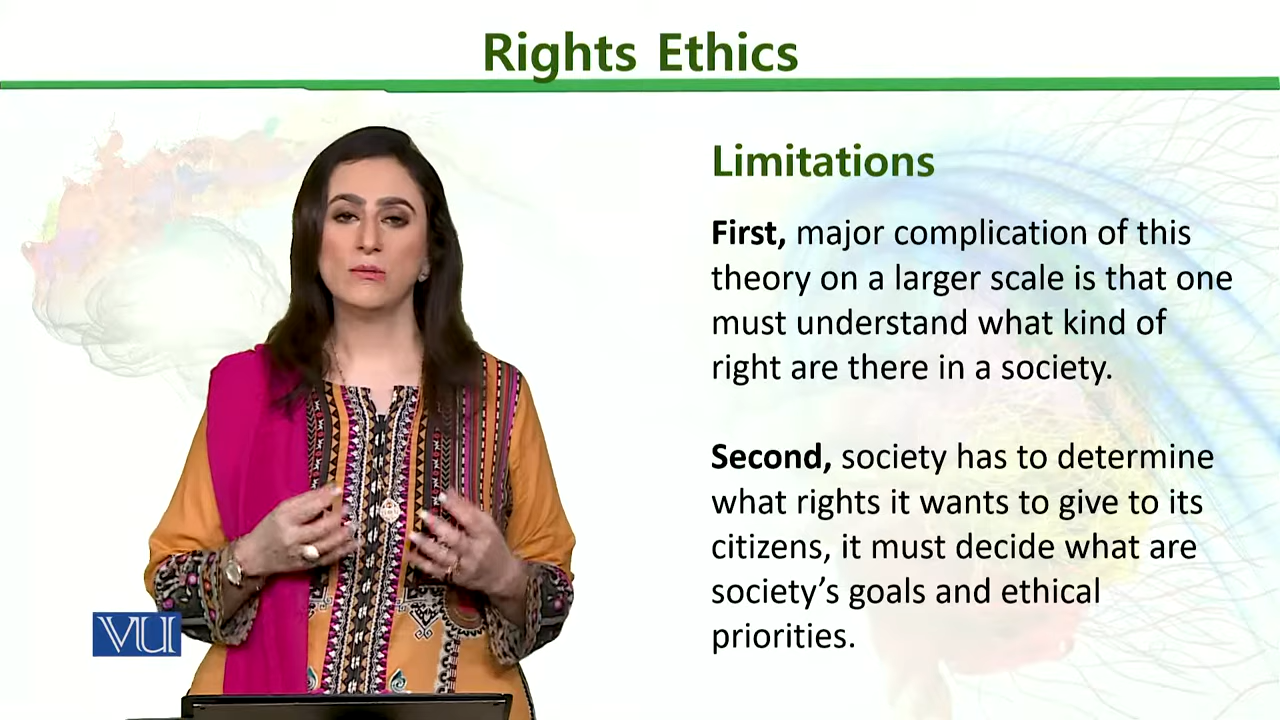 Rights Ethics
Limitations
First, major complication of this
theory on a larger scale is that one
must understand what kind of
right are there in a society.
Second, society has to determine
what rights it wants to give to its
citizens, it must decide what are
society's goals and ethical
priorities.
VU